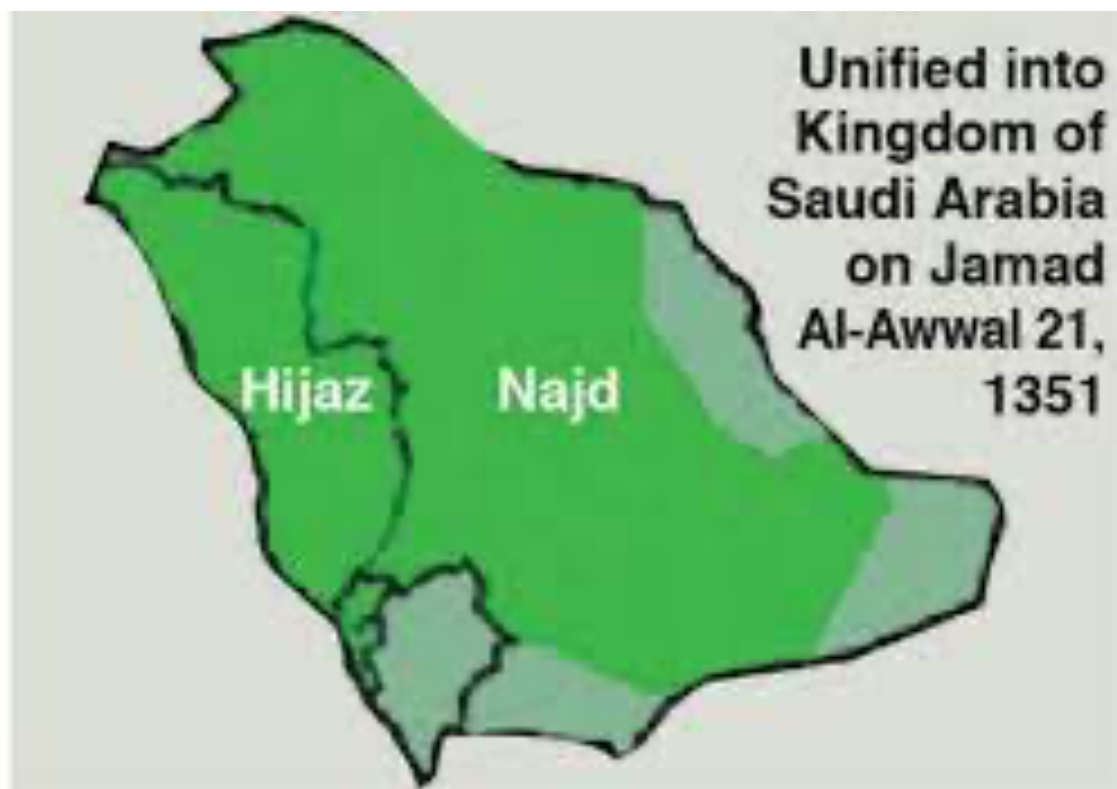 Unified into
Kingdom of
Saudi Arabia
on Jamad
Al-Awwal 21,
1351
Hijaz
Najd